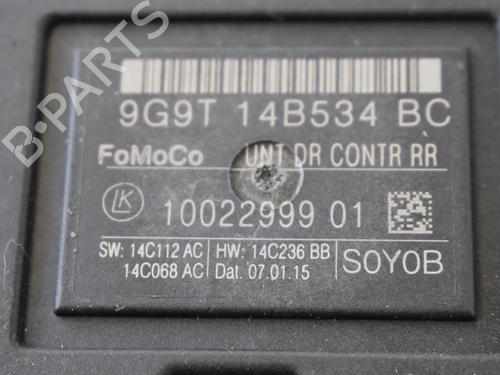 9G9T 14B534 BC
FoMoCo UNT DR CONTR RR
LK 10022999 01
SW: 14C112 AC HW: 14C236 BB
14C068 AC Dat. 07.01.15 S0Y0B
B-PARTS